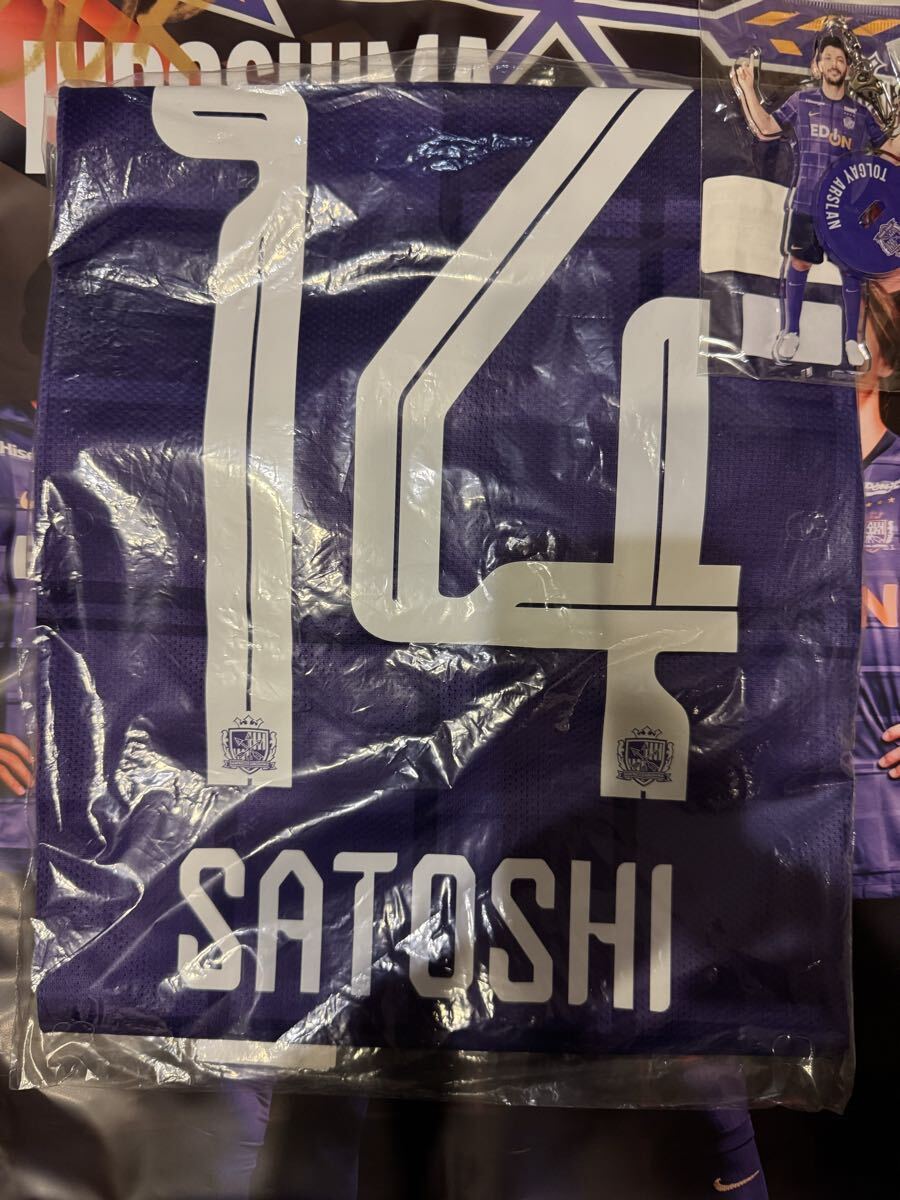 HIROSHIMA
EDION
TOLGAY ARSLAN
14
SATOSHI